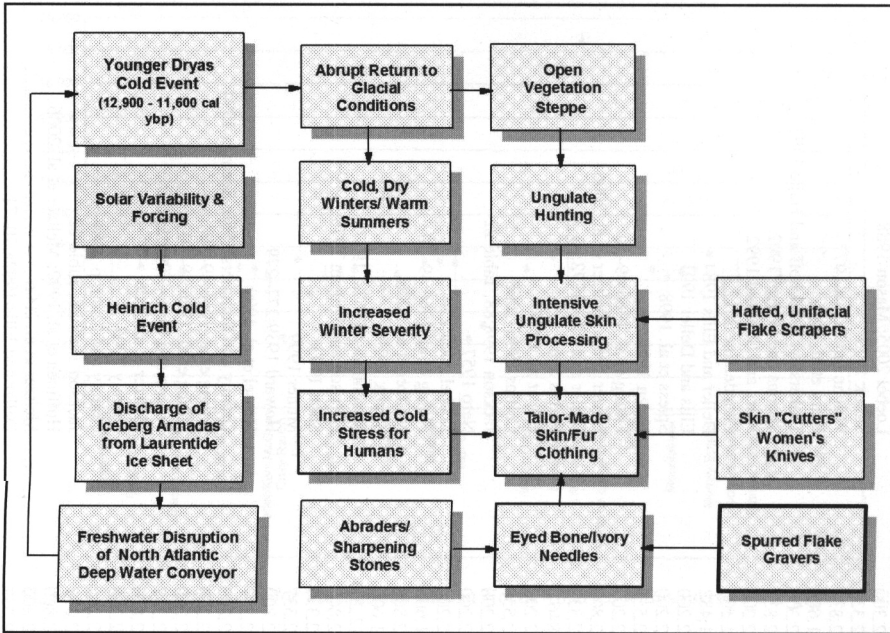 Younger Dryas
Cold Event
(12,900 - 11,600 cal
ybp)
Abrupt Return to
Glacial
Conditions
Open
Vegetation
Steppe
Solar Variability &
Forcing
Cold, Dry
Winters/ Warm
Summers
Ungulate
Hunting
Heinrich Cold
Event
Increased
Winter Severity
Intensive
Ungulate Skin
Processing
Hafted, Unifacial
Flake Scrapers
Discharge of
Iceberg Armadas
from Laurentide
Ice Sheet
Increased Cold
Stress for
Humans
Tailor-Made
Skin/Fur
Clothing
Skin "Cutters"
Women's
Knives
Freshwater Disruption
of North Atlantic
Deep Water Conveyor
Abraders/
Sharpening
Stones
Eyed Bone/Ivory
Needles
Spurred Flake
Gravers